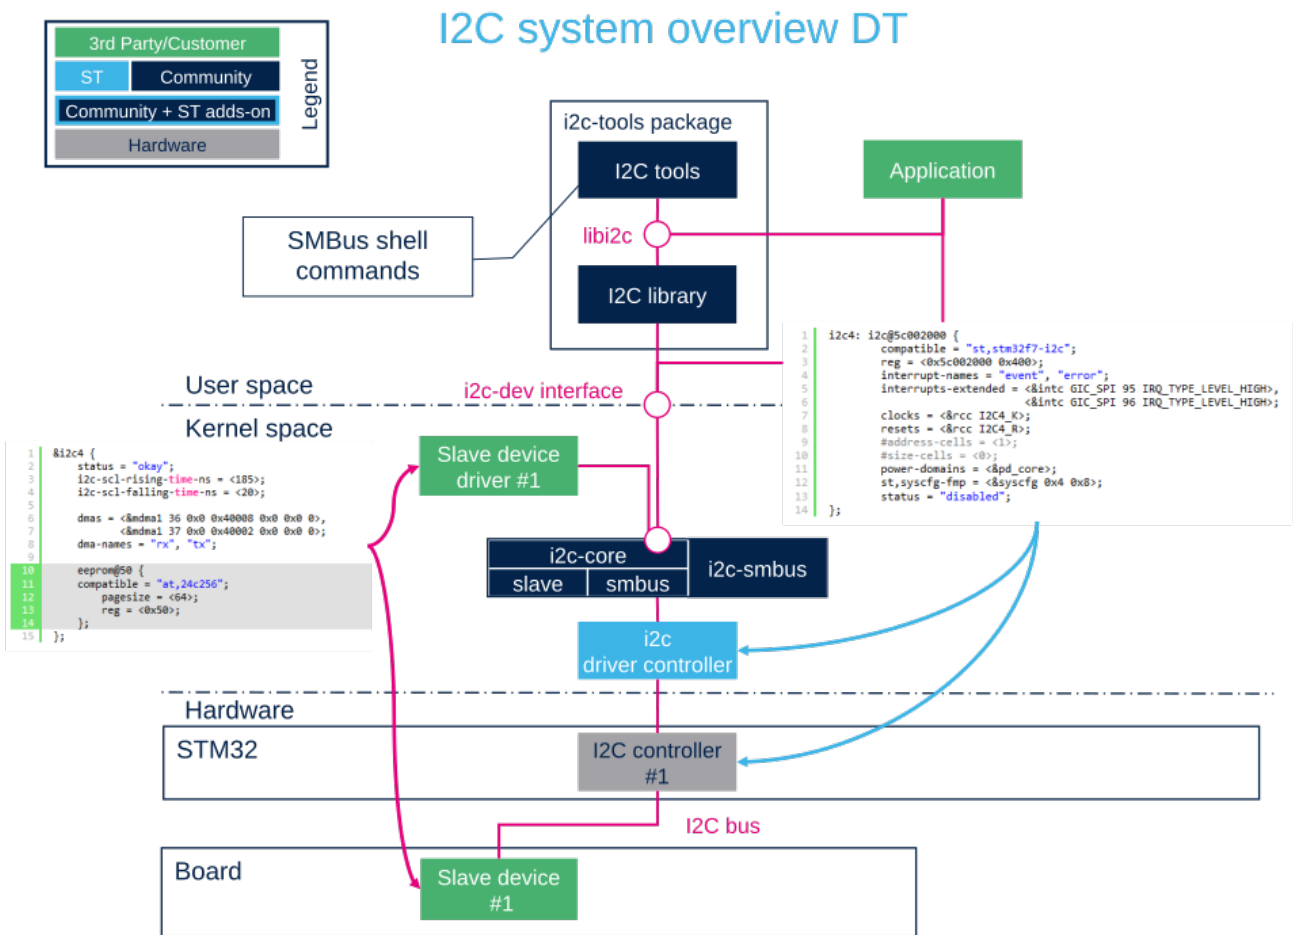 I2C system overview DT
3rd Party/Customer
ST
Community
Community + ST adds-on
Hardware
Legend
i2c-tools package
I2C tools
Application
libi2c
SMBus shell
commands
I2C library
User space
i2c-dev interface
Kernel space
1 i2c4: i2c@5c002000 {
2 compatible = "st,stm32f7-i2c";
3 reg = <0x5c002000 0x400>;
4 interrupt-names = "event", "error";
5 interrupts-extended = <&intc GIC_SPI 95 IRQ_TYPE_LEVEL_HIGH>,
6 <&intc GIC_SPI 96 IRQ_TYPE_LEVEL_HIGH>;
7 clocks = <&rcc I2C4_K>;
8 resets = <&rcc I2C4_R>;
9 #address-cells = <1>;
10 #size-cells = <0>;
11 power-domains = <&pd_core>;
12 st,syscfg-fmp = <&syscfg 0x4 0x8>;
13 status = "disabled";
14 };
1 &i2c4 {
2 status = "okay";
3 i2c-scl-rising-time-ns = <185>;
4 i2c-scl-falling-time-ns = <20>;
5
6 dmas = <&mdma1 36 0x0 0x40008 0x0 0x0 0>,
7 <&mdma1 37 0x0 0x40002 0x0 0x0 0>;
8 dma-names = "rx", "tx";
9
10 eeprom@50 {
11 compatible = "at,24c256";
12 pagesize = <64>;
13 reg = <0x50>;
14 };
15 };
Slave device
driver #1
i2c-core
slave
smbus
i2c-smbus
i2c
driver controller
Hardware
STM32
I2C controller
#1
I2C bus
Board
Slave device
#1